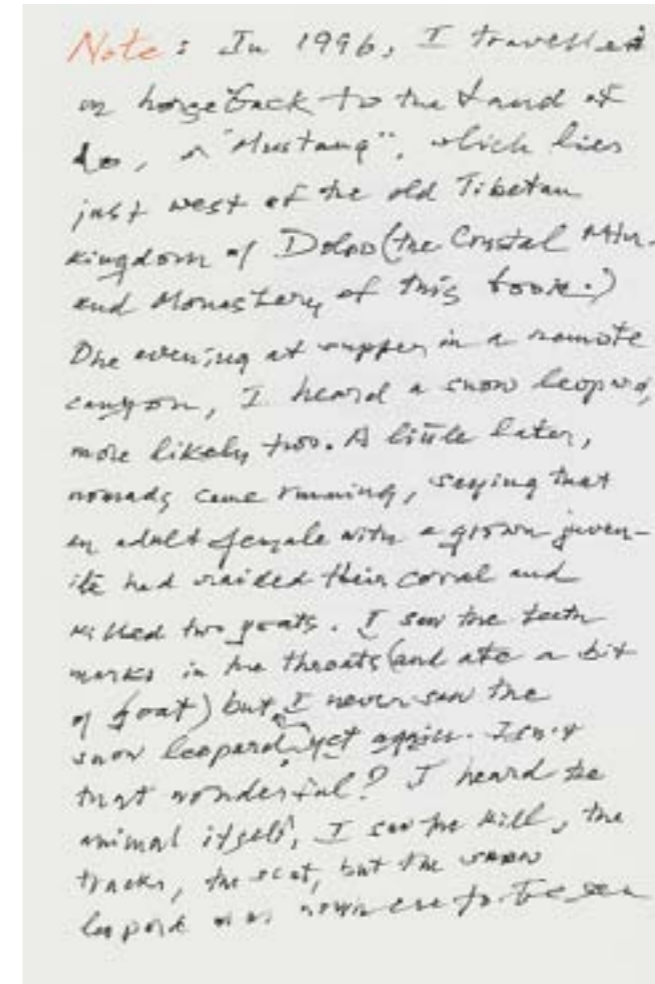 Note: In 1996, I travelled
on horseback to the Land of
Lo, or "Mustang", which lies
just west of the old Tibetan
kingdom of Dolpo (the Crystal Mtn.
and Monastery of this book.)
One evening at supper in a remote
canyon, I heard a snow leopard,
more likely two. A little later,
nomads came running, saying that
an adult female with a grown juven-
ile had raided their corral and
killed two goats. I saw the teeth
marks in the throats (and ate a bit
of goat) but I never saw the
snow leopard, yet again. Isn't
that wonderful? I heard the
animal itself, I saw the kill, the
tracks, the scat, but the snow
leopard was nowhere to be seen